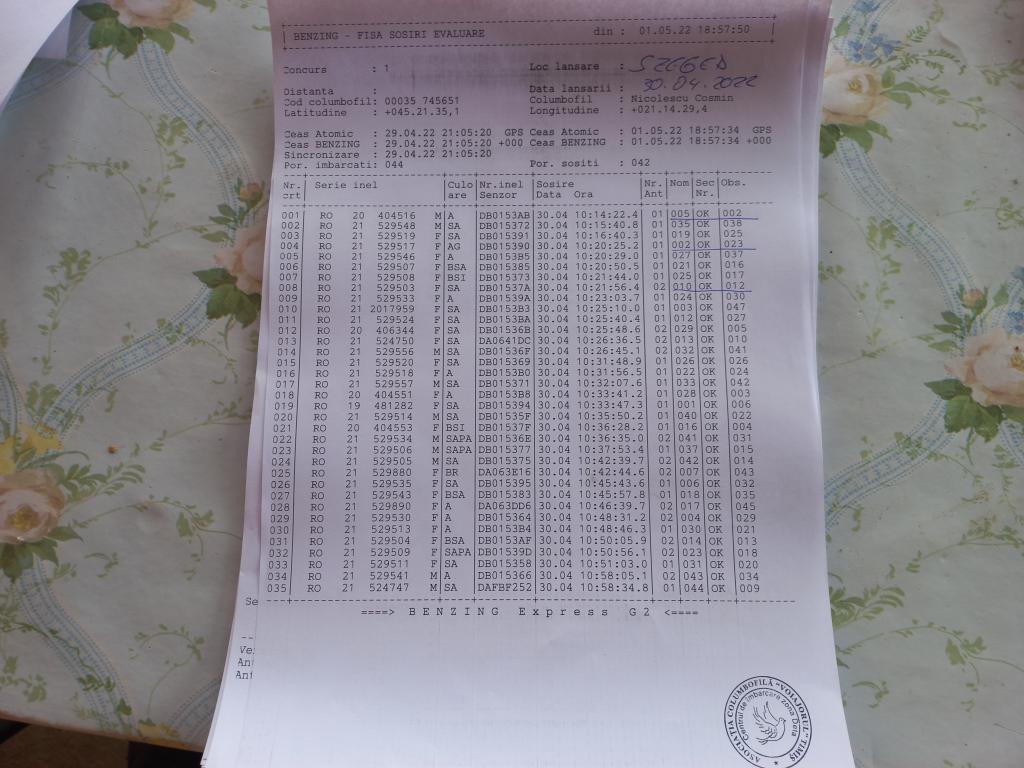 BENZING - FISA SOSIRI EVALUARE din : 01.05.22 18:57:50
Concurs : 1 Loc lansare : SZEGED
Distanta : Data lansarii : 30.04.2022
Cod columbofil: 00035 745651 Columbofil : Nicolescu Cosmin
Latitudine : +045.21.35,1 Longitudine : +021.14.29,4
Ceas Atomic : 29.04.22 21:05:20 GPS Ceas Atomic : 01.05.22 18:57:34 GPS
Ceas BENZING : 29.04.22 21:05:20 +000 Ceas BENZING : 01.05.22 18:57:34 +000
Sincronizare : 29.04.22 21:05:20
Por. imbarcati: 044 Por. sositi : 042
Nr. Serie inel Culo Nr.inel Sosire Nr. Nom Sec Obs.
crt are Senzor Data Ora Ant Nr.
001 RO 20 404516 M A DB0153AB 30.04 10:14:22.4 01 005 OK 002
002 RO 21 529548 M SA DB015372 30.04 10:15:40.8 01 035 OK 038
003 RO 21 529519 F SA DB015391 30.04 10:16:40.3 01 019 OK 025
004 RO 21 529517 F AG DB015390 30.04 10:20:25.2 01 002 OK 023
005 RO 21 529546 F A DB0153B5 30.04 10:20:29.0 01 027 OK 037
006 RO 21 529507 F BSA DB015385 30.04 10:20:50.5 01 021 OK 016
007 RO 21 529508 F BSI DB015373 30.04 10:21:44.0 01 025 OK 017
008 RO 21 529503 F SA DB01537A 30.04 10:21:56.4 02 010 OK 012
009 RO 21 529533 F A DB01539A 30.04 10:23:03.7 01 024 OK 030
010 RO 21 2017959 F SA DB0153B3 30.04 10:25:10.0 01 003 OK 047
011 RO 21 529524 F SA DB0153BA 30.04 10:25:40.4 01 012 OK 027
012 RO 20 406344 F SA DB01536B 30.04 10:25:48.6 02 029 OK 005
013 RO 21 524750 F SA DA0641DC 30.04 10:26:36.5 02 013 OK 010
014 RO 21 529556 M SA DB01536F 30.04 10:26:45.1 02 032 OK 041
015 RO 21 529520 F SA DB015369 30.04 10:31:48.9 01 026 OK 026
016 RO 21 529518 F A DB0153B0 30.04 10:31:56.5 01 022 OK 024
017 RO 21 529557 M SA DB015371 30.04 10:32:07.6 01 033 OK 042
018 RO 20 404551 F A DB0153B8 30.04 10:33:41.2 01 028 OK 003
019 RO 19 481282 F SA DB015394 30.04 10:33:47.3 01 001 OK 006
020 RO 21 529514 M SA DB01535F 30.04 10:35:50.2 01 040 OK 022
021 RO 20 404553 F BSI DB01537F 30.04 10:36:28.2 01 016 OK 004
022 RO 21 529534 M SAPA DB01536E 30.04 10:36:35.0 02 041 OK 031
023 RO 21 529506 M SAPA DB015377 30.04 10:37:53.4 01 037 OK 015
024 RO 21 529505 M SA DB015375 30.04 10:42:39.7 02 042 OK 014
025 RO 21 529880 F BR DA063E16 30.04 10:42:44.6 02 007 OK 043
026 RO 21 529535 F SA DB015395 30.04 10:45:43.6 01 006 OK 032
027 RO 21 529543 F BSA DB015383 30.04 10:45:57.8 01 018 OK 035
028 RO 21 529890 F A DA063DD6 30.04 10:46:39.7 02 017 OK 045
029 RO 21 529530 F A DB015364 30.04 10:48:31.2 02 004 OK 029
030 RO 21 529513 F A DB0153B4 30.04 10:48:46.3 01 030 OK 021
031 RO 21 529504 F BSA DB0153AF 30.04 10:50:05.9 02 014 OK 013
032 RO 21 529509 F SAPA DB01539D 30.04 10:50:56.1 02 023 OK 018
033 RO 21 529511 F SA DB015358 30.04 10:51:03.0 01 031 OK 020
034 RO 21 529541 M A DB015366 30.04 10:58:05.1 02 043 OK 034
035 RO 21 524747 M SA DAFBF252 30.04 10:58:34.8 01 044 OK 009
====> BENZING Express G2 <====
ASOCIAŢIA COLUMBOFILĂ "VOIAJORUL" TIMIŞ
Centrul de îmbarcare zona Deta